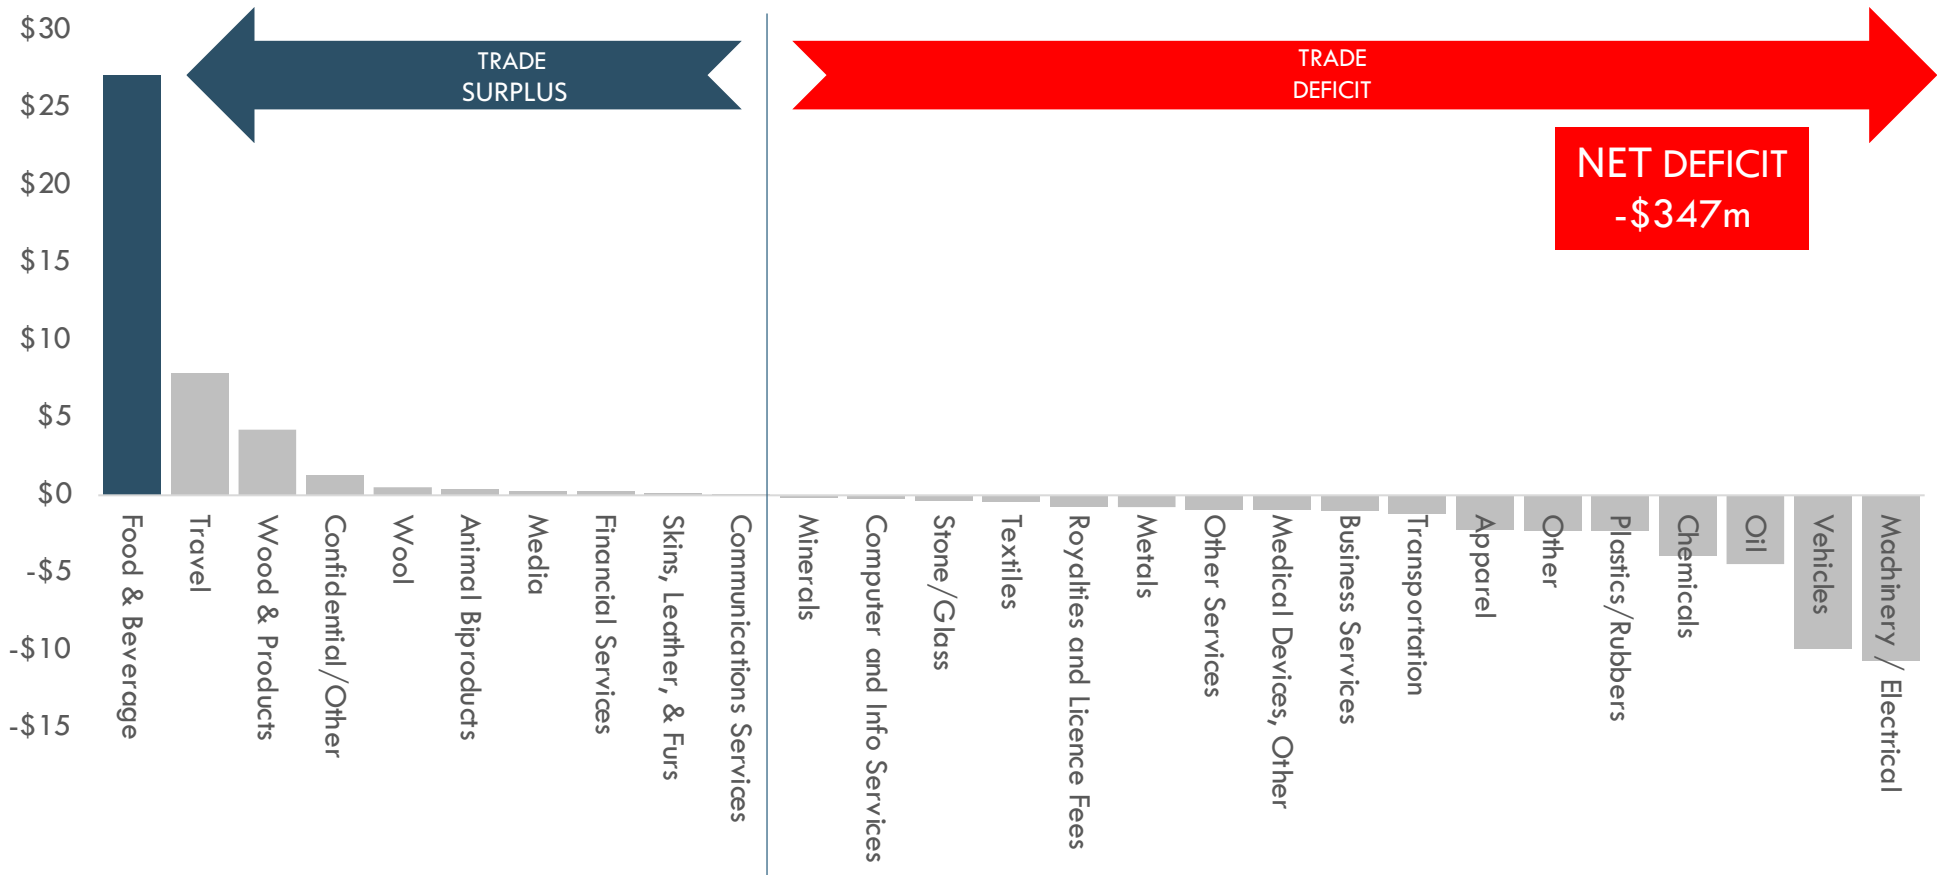 $30
$25
$20
$15
$10
$5
$0
-$5
-$10
-$15
TRADE
SURPLUS
TRADE
DEFICIT
NET DEFICIT
-$347m
Food & Beverage
Travel
Wood & Products
Confidential/Other
Wool
Animal Biproducts
Media
Financial Services
Skins, Leather, & Furs
Communications Services
Minerals
Computer and Info Services
Stone/Glass
Textiles
Royalties and Licence Fees
Metals
Other Services
Medical Devices, Other
Business Services
Transportation
Apparel
Other
Plastics/Rubbers
Chemicals
Oil
Vehicles
Machinery / Electrical